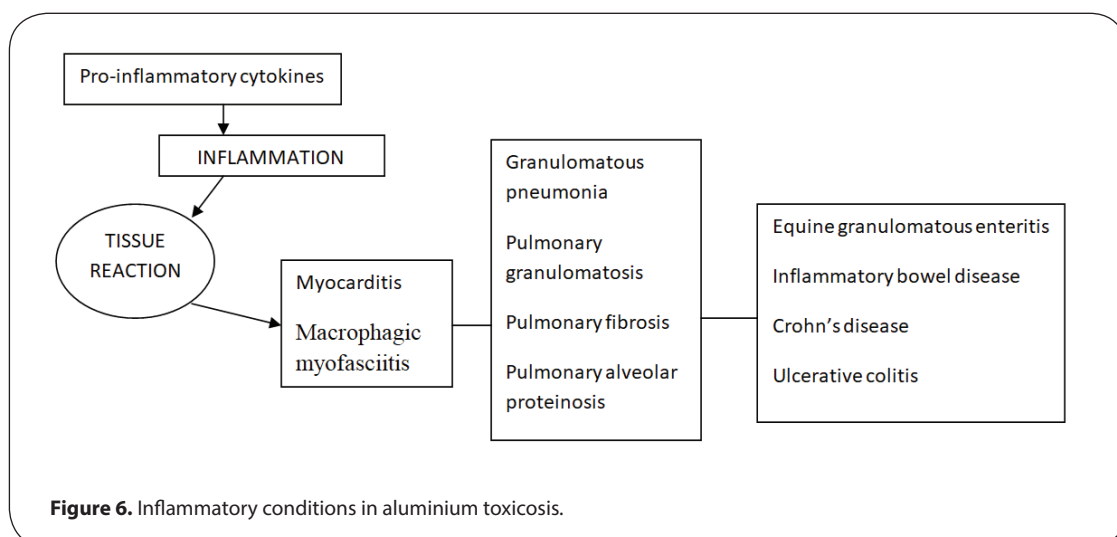 Pro-inflammatory cytokines
INFLAMMATION
TISSUE
REACTION
Myocarditis
Macrophagic
myofasciitis
Granulomatous
pneumonia
Pulmonary
granulomatosis
Pulmonary fibrosis
Pulmonary alveolar
proteinosis
Equine granulomatous enteritis
Inflammatory bowel disease
Crohn’s disease
Ulcerative colitis
Figure 6. Inflammatory conditions in aluminium toxicosis.